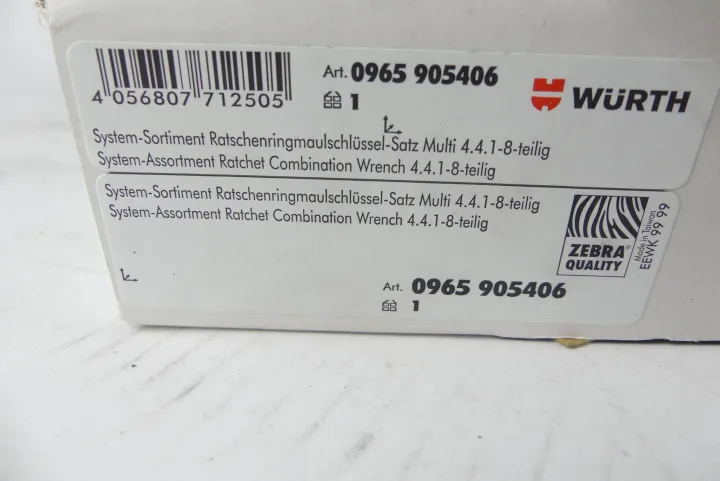 Art. 0965 905406
4 056807 712505
1
WÜRTH
System-Sortiment Ratschenringmaulschlüssel-Satz Multi 4.4.1-8-teilig
System-Assortment Ratchet Combination Wrench 4.4.1-8-teilig
System-Sortiment Ratschenringmaulschlüssel-Satz Multi 4.4.1-8-teilig
System-Assortment Ratchet Combination Wrench 4.4.1-8-teilig
ZEBRA®
QUALITY
Made in Taiwan
EEWK 99 99
Art. 0965 905406
1